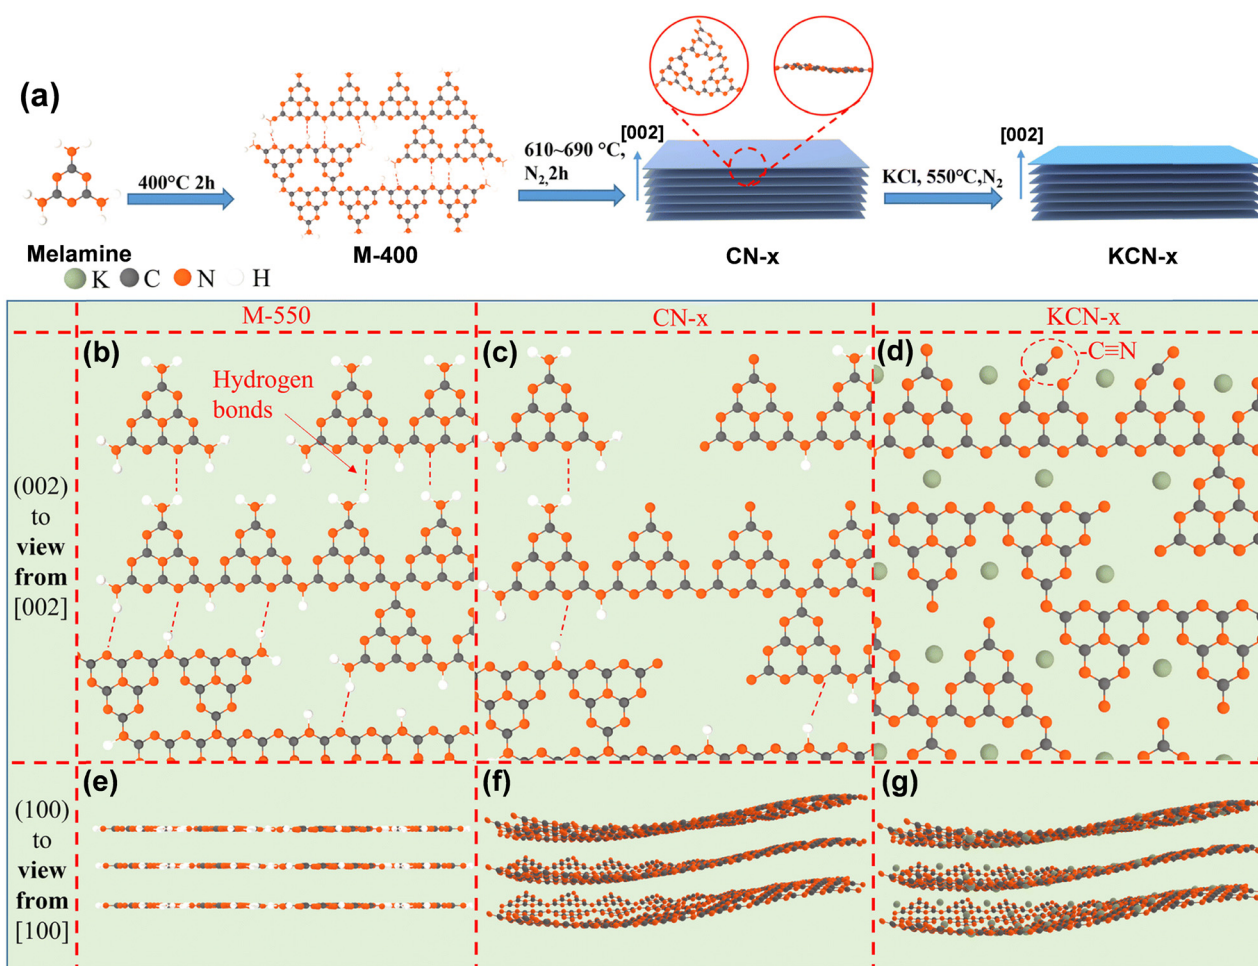 (a)
400°C 2h
610~690 °C,
N₂,2h
[002]
KCl, 550°C,N₂
[002]
Melamine
M-400
CN-x
KCN-x
K C N H
M-550
CN-x
KCN-x
(b)
(c)
(d)
-C≡N
Hydrogen
bonds
(002)
to
view
from
[002]
(e)
(f)
(g)
(100)
to
view
from
[100]